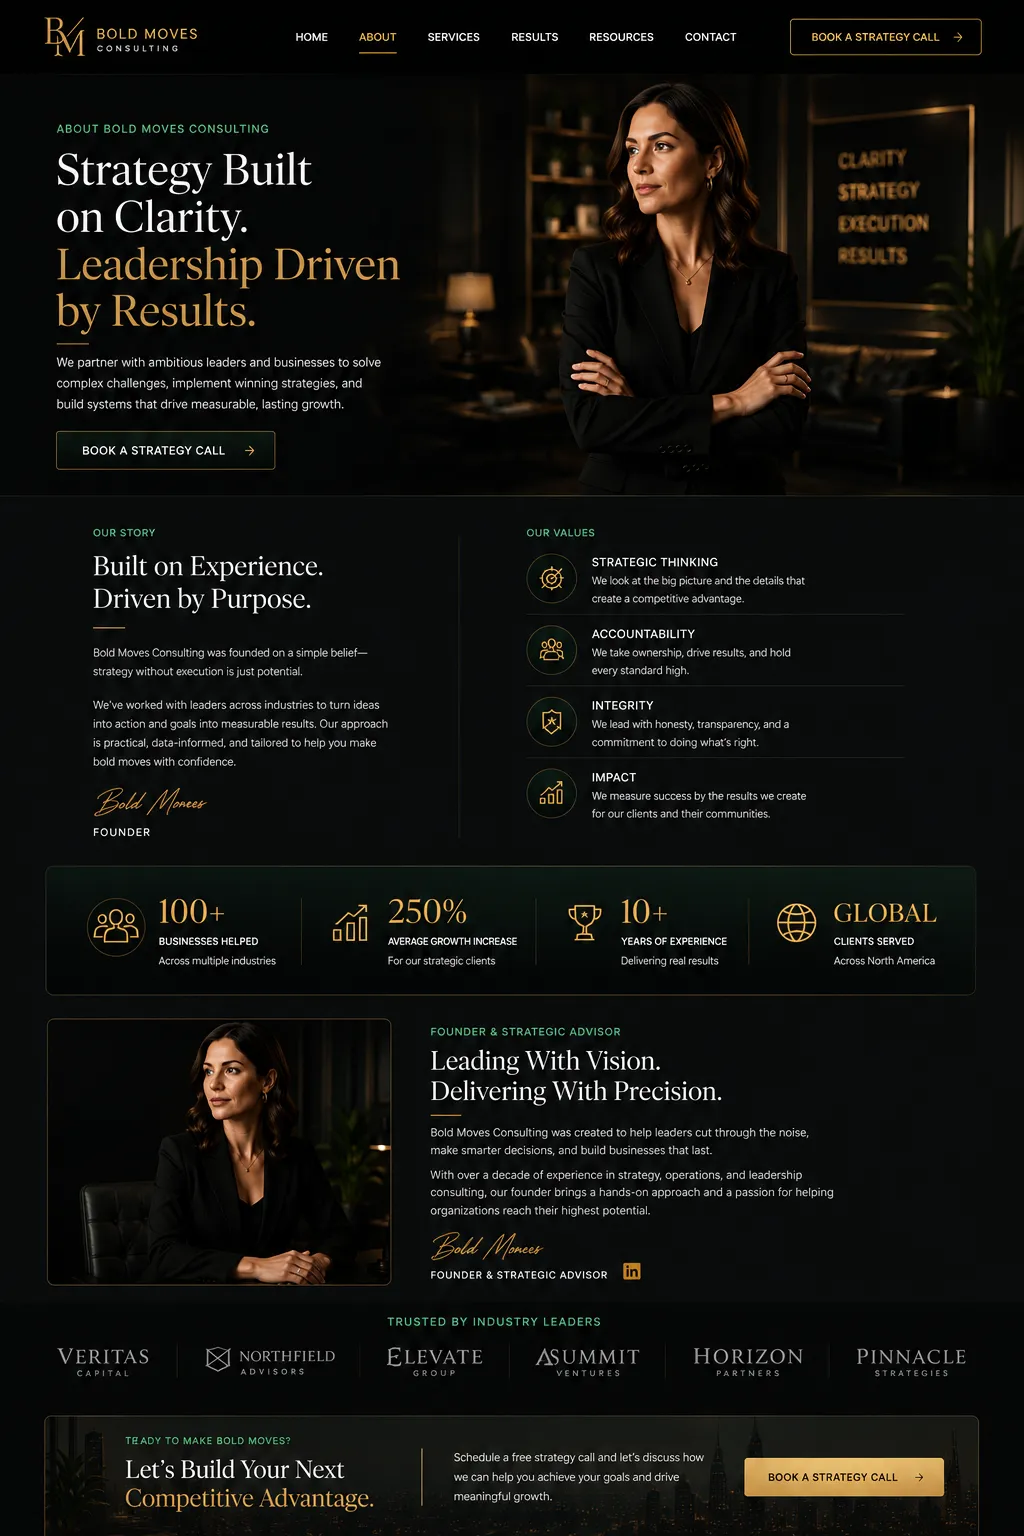 BM BOLD MOVES
CONSULTING
HOME ABOUT SERVICES RESULTS RESOURCES CONTACT
BOOK A STRATEGY CALL →
ABOUT BOLD MOVES CONSULTING
Strategy Built
on Clarity.
Leadership Driven
by Results.
We partner with ambitious leaders and businesses to solve
complex challenges, implement winning strategies, and
build systems that drive measurable, lasting growth.
BOOK A STRATEGY CALL →
CLARITY
STRATEGY
EXECUTION
RESULTS
OUR STORY
Built on Experience.
Driven by Purpose.
Bold Moves Consulting was founded on a simple belief—
strategy without execution is just potential.
We've worked with leaders across industries to turn ideas
into action and goals into measurable results. Our approach
is practical, data-informed, and tailored to help you make
bold moves with confidence.
Bold Monees
FOUNDER
OUR VALUES
STRATEGIC THINKING
We look at the big picture and the details that
create a competitive advantage.
ACCOUNTABILITY
We take ownership, drive results, and hold
every standard high.
INTEGRITY
We lead with honesty, transparency, and a
commitment to doing what's right.
IMPACT
We measure success by the results we create
for our clients and their communities.
100+
BUSINESSES HELPED
Across multiple industries
250%
AVERAGE GROWTH INCREASE
For our strategic clients
10+
YEARS OF EXPERIENCE
Delivering real results
GLOBAL
CLIENTS SERVED
Across North America
FOUNDER & STRATEGIC ADVISOR
Leading With Vision.
Delivering With Precision.
Bold Moves Consulting was created to help leaders cut through the noise,
make smarter decisions, and build businesses that last.
With over a decade of experience in strategy, operations, and leadership
consulting, our founder brings a hands-on approach and a passion for helping
organizations reach their highest potential.
Bold Monees
FOUNDER & STRATEGIC ADVISOR in
TRUSTED BY INDUSTRY LEADERS
VERITAS
CAPITAL
NORTHFIELD
ADVISORS
ELEVATE
GROUP
ASUMMIT
VENTURES
HORIZON
PARTNERS
PINNACLE
STRATEGIES
TO MAKE BOLD MOVES?
Let's Build Your Next
Competitive Advantage.
Schedule a free strategy call and let's discuss how
we can help you achieve your goals and drive
meaningful growth.
BOOK A STRATEGY CALL →